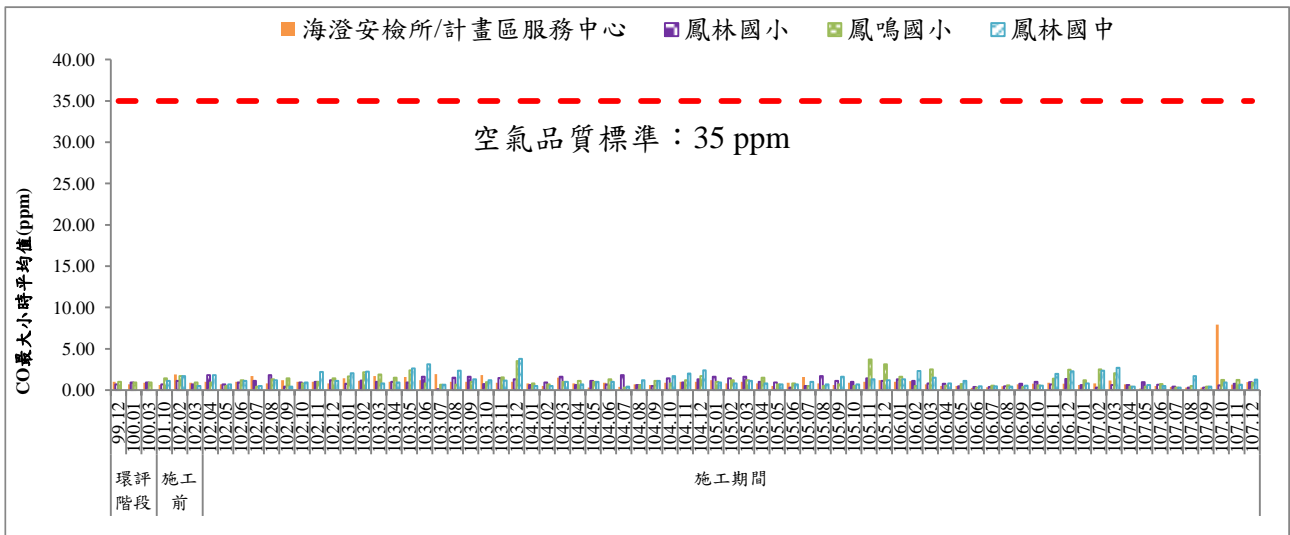 海澄安檢所/計畫區服務中心 鳳林國小 鳳鳴國小 鳳林國中
40.00
35.00
30.00
25.00
20.00
15.00
10.00
5.00
0.00
CO最大小時平均值(ppm)
空氣品質標準：35 ppm
99.12 100.01 100.03 101.10 102.02 102.03 102.04 102.05 102.06 102.07 102.08 102.09 102.10 102.11 102.12 103.01 103.02 103.03 103.04 103.05 103.06 103.07 103.08 103.09 103.10 103.11 103.12 104.01 104.02 104.03 104.04 104.05 104.06 104.07 104.08 104.09 104.10 104.11 104.12 105.01 105.02 105.03 105.04 105.05 105.06 105.07 105.08 105.09 105.10 105.11 105.12 106.01 106.02 106.03 106.04 106.05 106.06 106.07 106.08 106.09 106.10 106.11 106.12 107.01 107.02 107.03 107.04 107.05 107.06 107.07 107.08 107.09 107.10 107.11 107.12
環評
階段
施工
前
施工期間